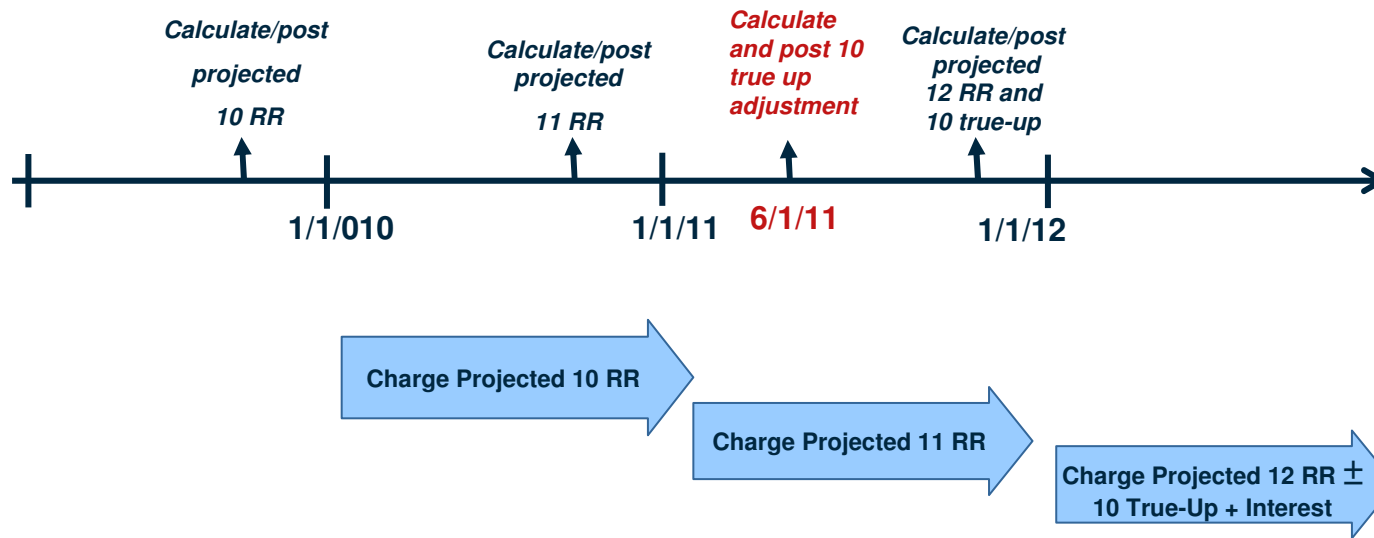 Calculate/post
projected
10 RR
Calculate/post
projected
11 RR
Calculate
and post 10
true up
adjustment
Calculate/post
projected
12 RR and
10 true-up
1/1/010
1/1/11
6/1/11
1/1/12
Charge Projected 10 RR
Charge Projected 11 RR
Charge Projected 12 RR ±
10 True-Up + Interest